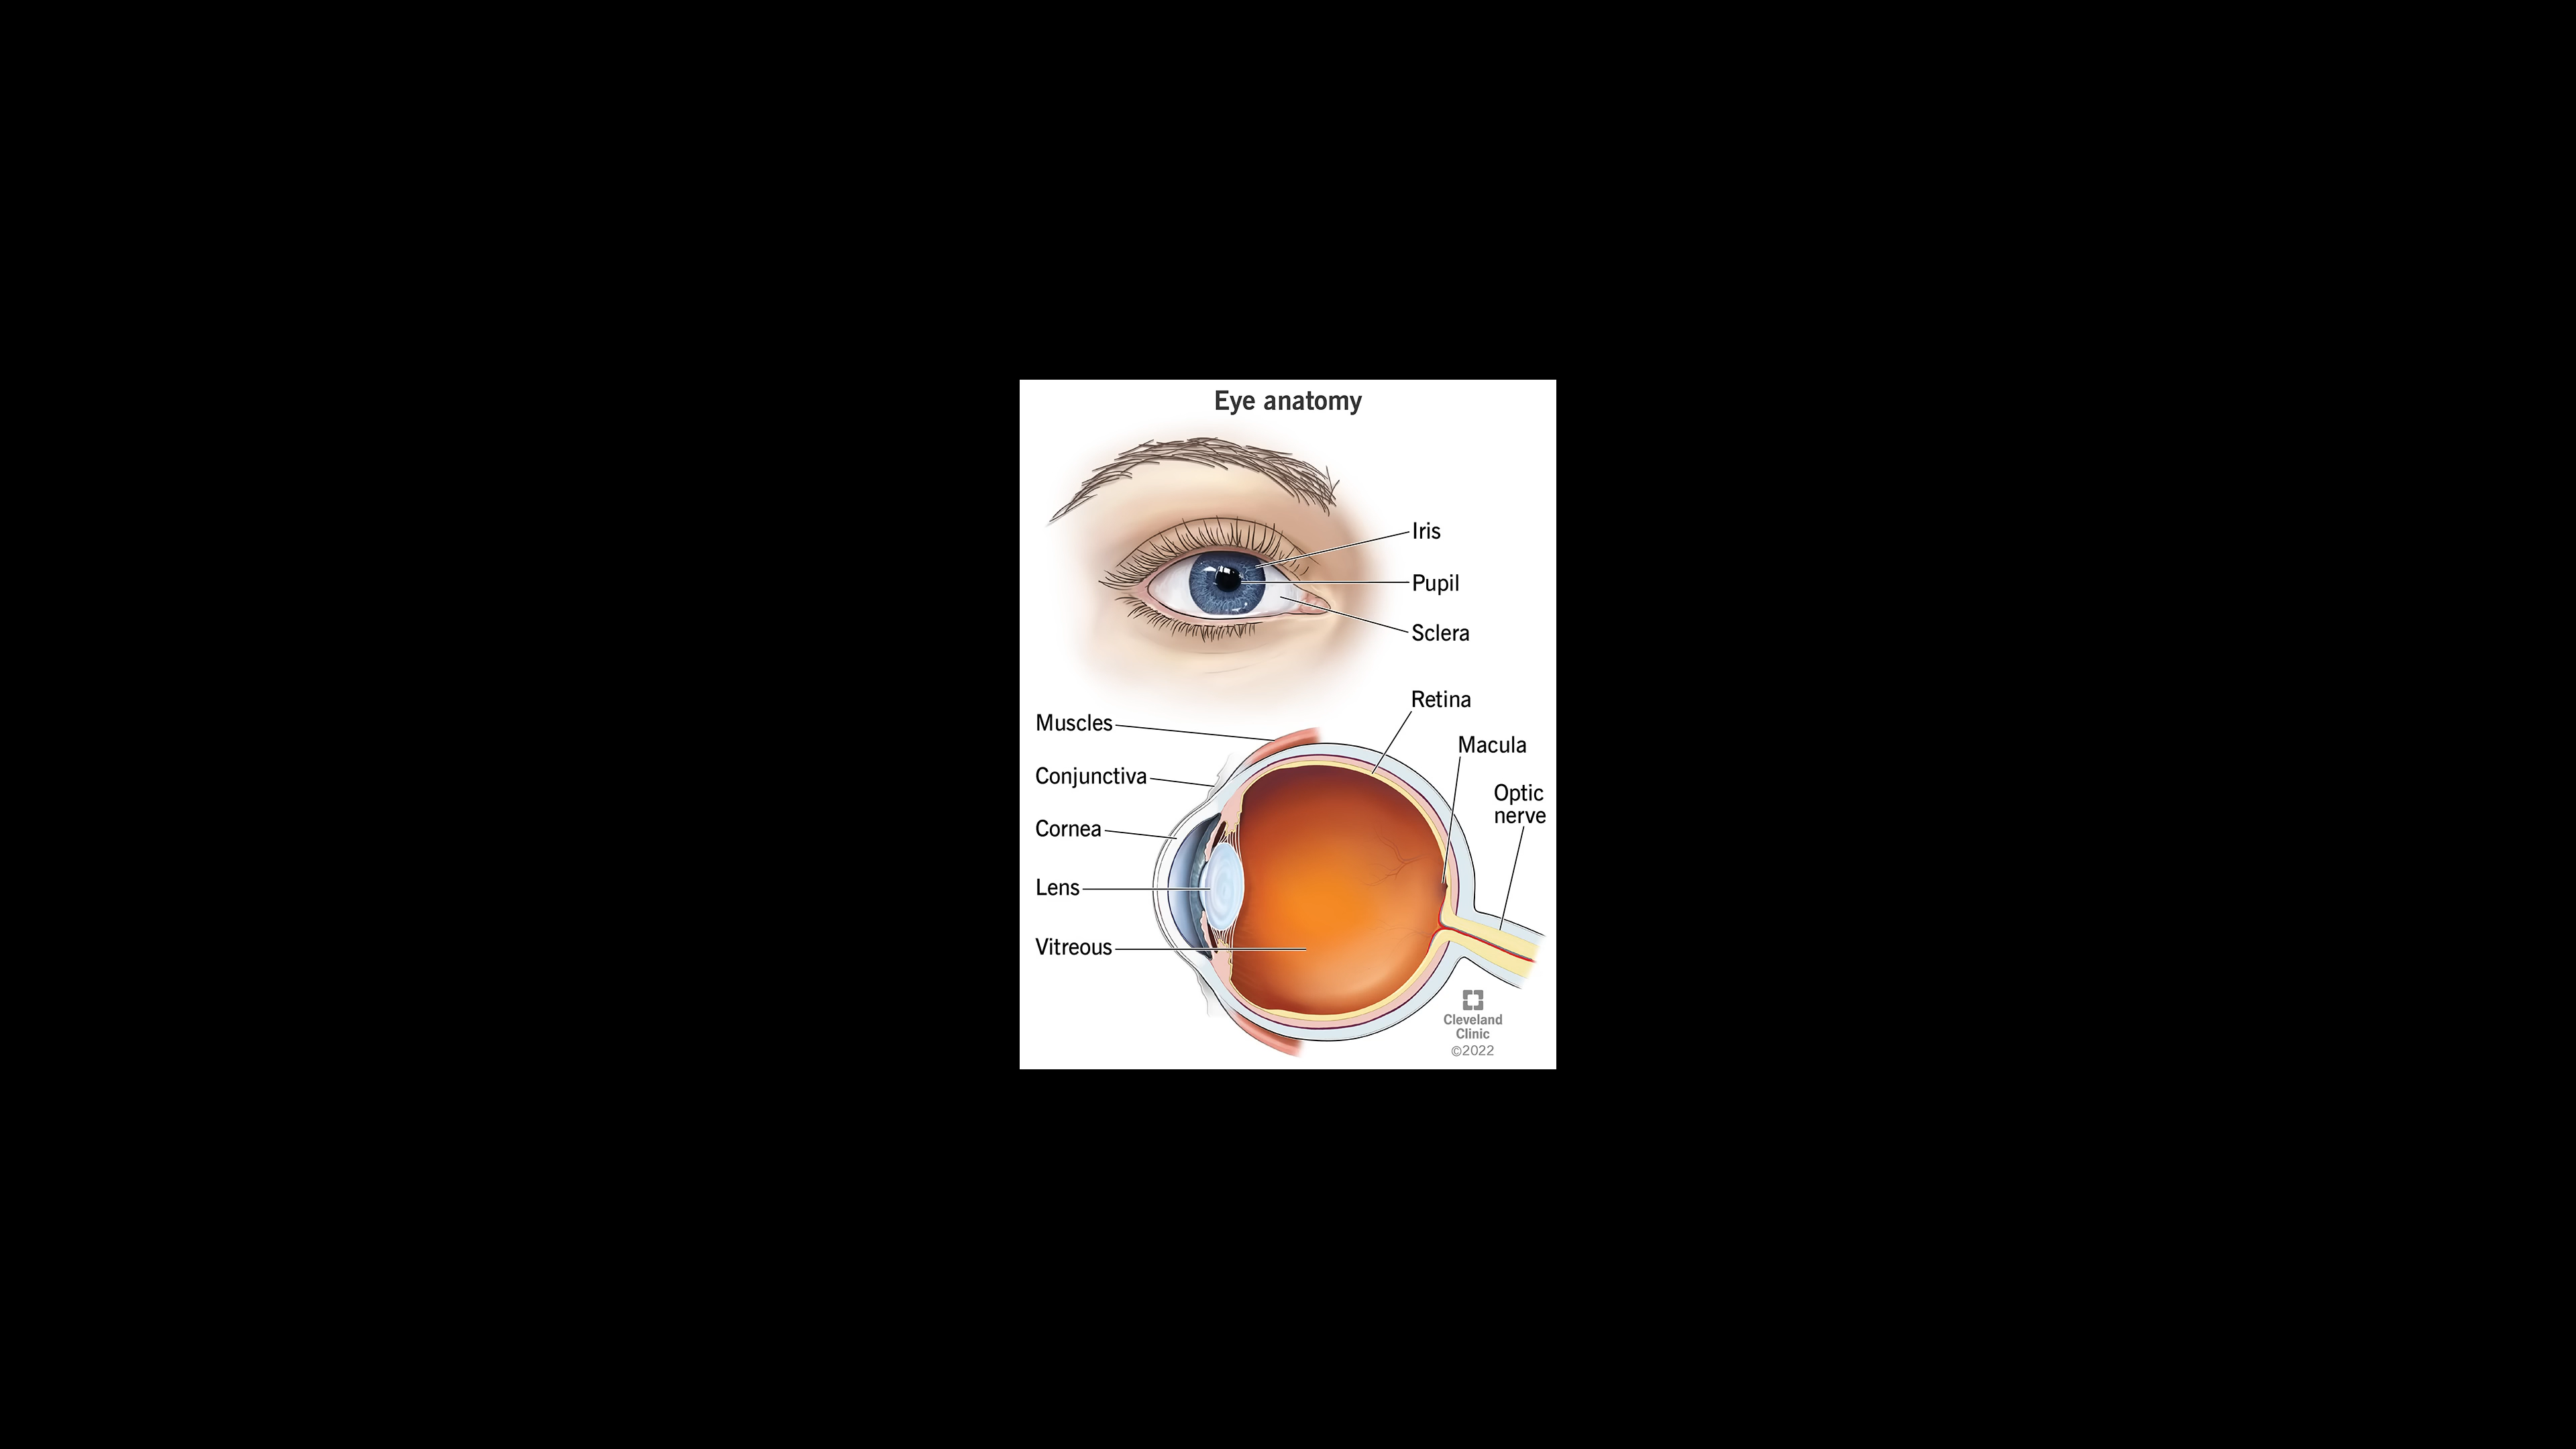 Eye anatomy
Iris
Pupil
Sclera
Retina
Muscles
Macula
Conjunctiva
Optic
nerve
Cornea
Lens
Vitreous
Cleveland
Clinic
©2022